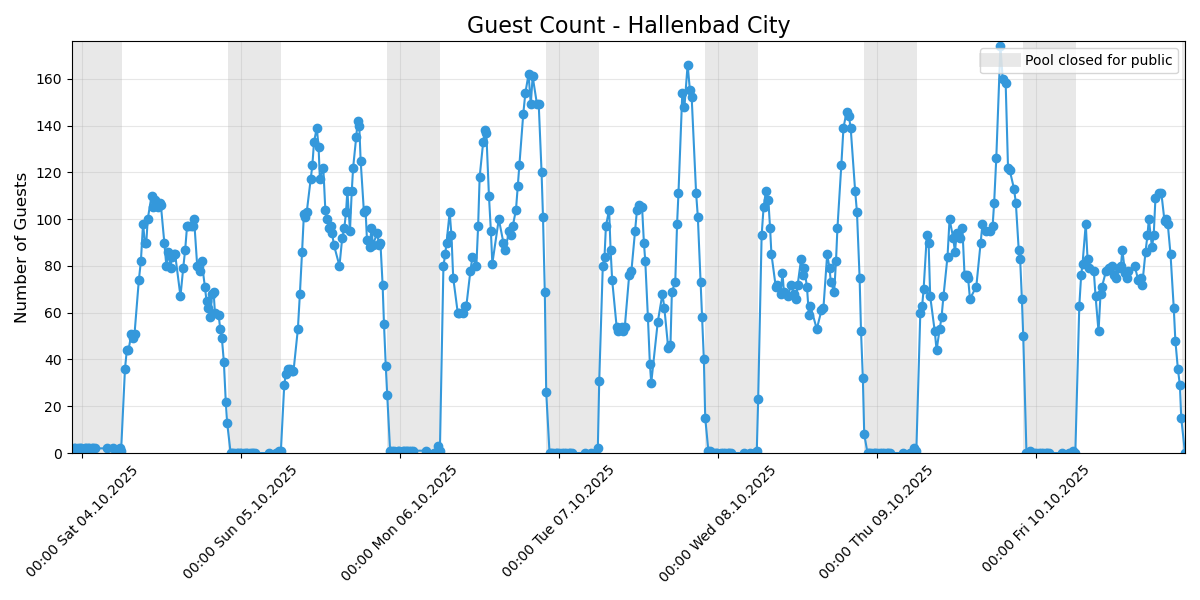 Guest Count - Hallenbad City
Pool closed for public
Number of Guests
160
140
120
100
80
60
40
20
0
00:00 Sat 04.10.2025
00:00 Sun 05.10.2025
00:00 Mon 06.10.2025
00:00 Tue 07.10.2025
00:00 Wed 08.10.2025
00:00 Thu 09.10.2025
00:00 Fri 10.10.2025